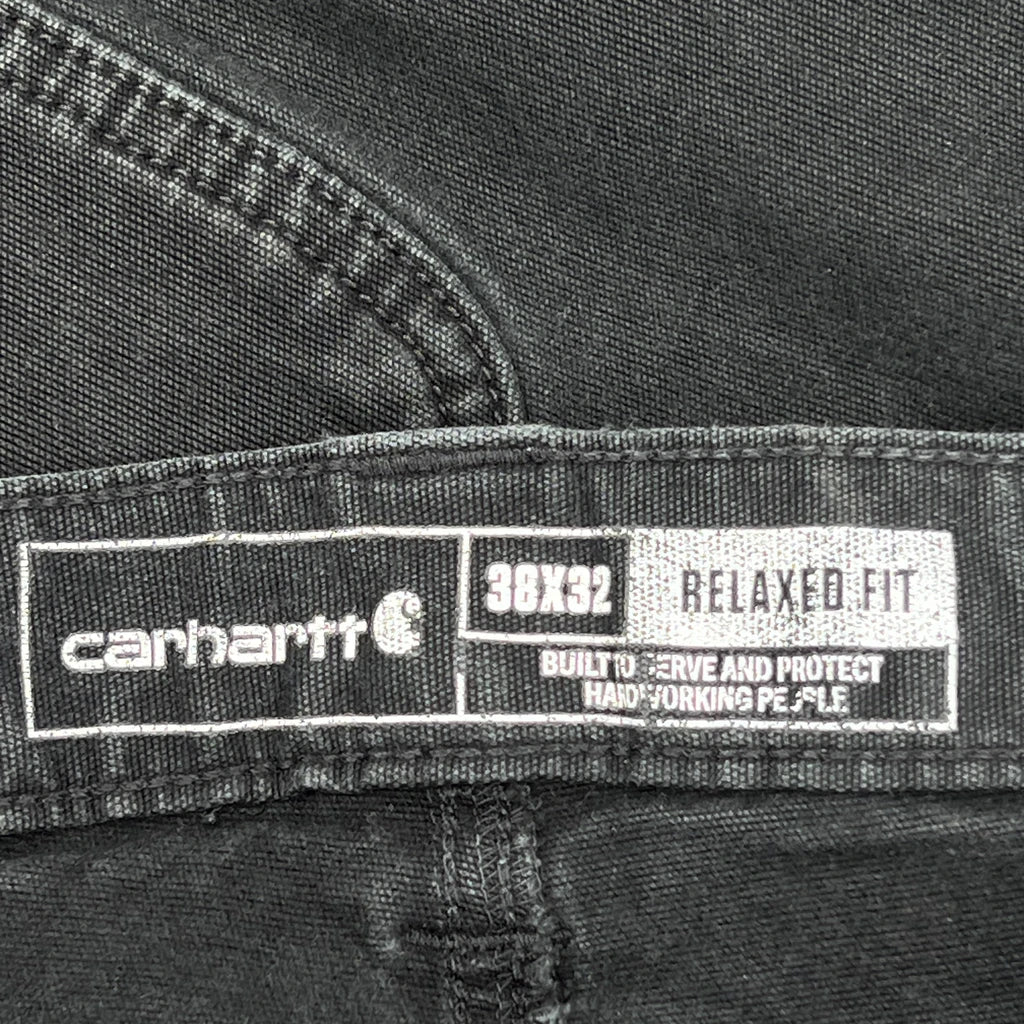 carhartt
38X32
RELAXED FIT
BUILT TO SERVE AND PROTECT
HARDWORKING PEOPLE